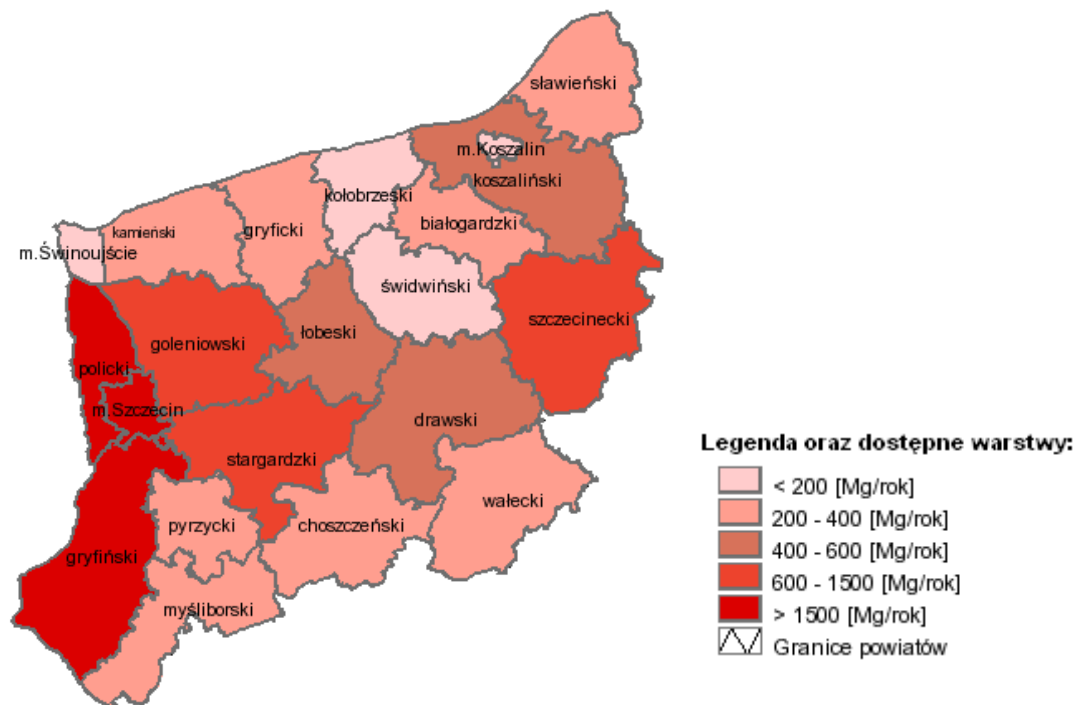 sławieński
m.Koszalin
koszaliński
kołobrzeski
białogardzki
gryficki
kamieński
m.Świnoujście
świdwiński
szczecinecki
łobeski
goleniowski
policki
m.Szczecin
drawski
stargardzki
wałecki
choszczeński
pyrzycki
gryfiński
myśliborski
Legenda oraz dostępne warstwy:
< 200 [Mg/rok]
200 - 400 [Mg/rok]
400 - 600 [Mg/rok]
600 - 1500 [Mg/rok]
> 1500 [Mg/rok]
Granice powiatów